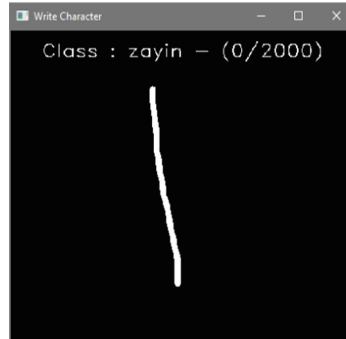 Write Character
Class : zayin - (0/2000)